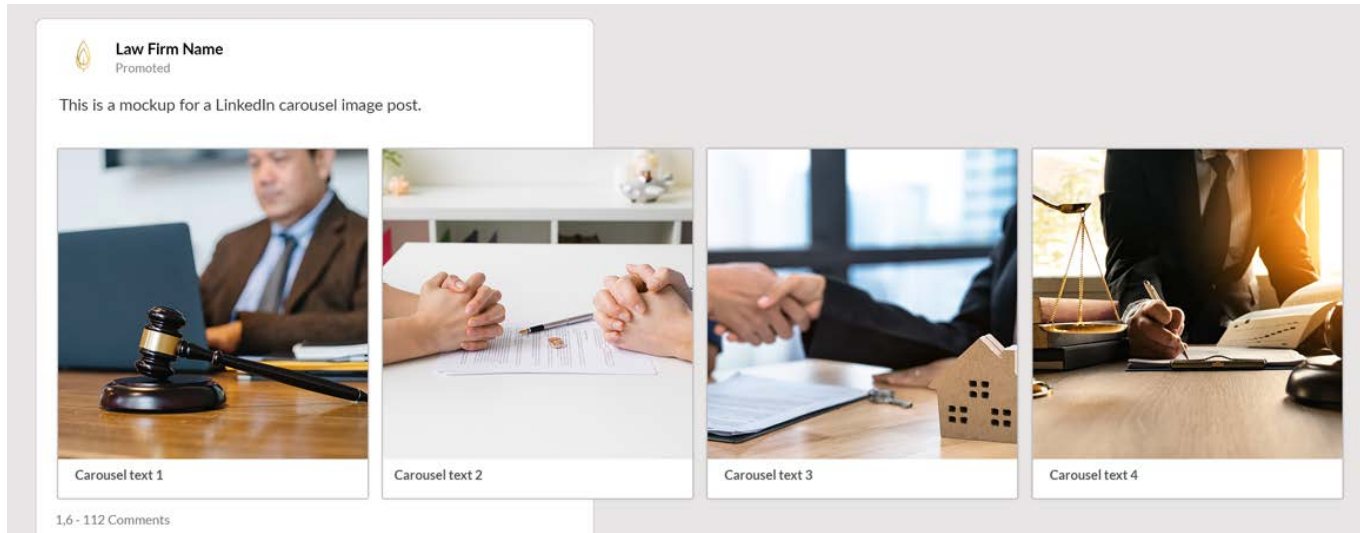 Law Firm Name
Promoted
This is a mockup for a LinkedIn carousel image post.
Carousel text 1
Carousel text 2
Carousel text 3
Carousel text 4
1,6 - 112 Comments